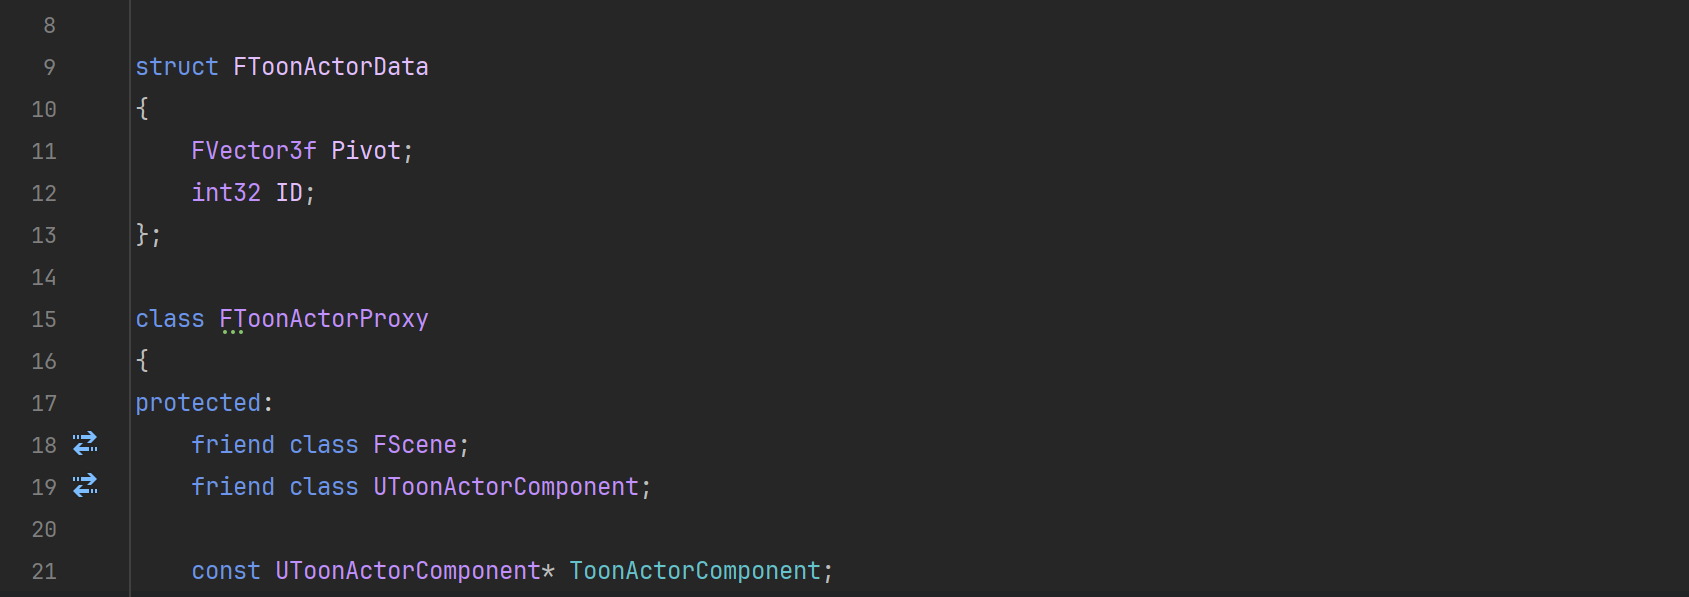 8
9 struct FToonActorData
10 {
11     FVector3f Pivot;
12     int32 ID;
13 };
14
15 class FToonActorProxy
16 {
17 protected:
18     friend class FScene;
19     friend class UToonActorComponent;
20
21     const UToonActorComponent* ToonActorComponent;